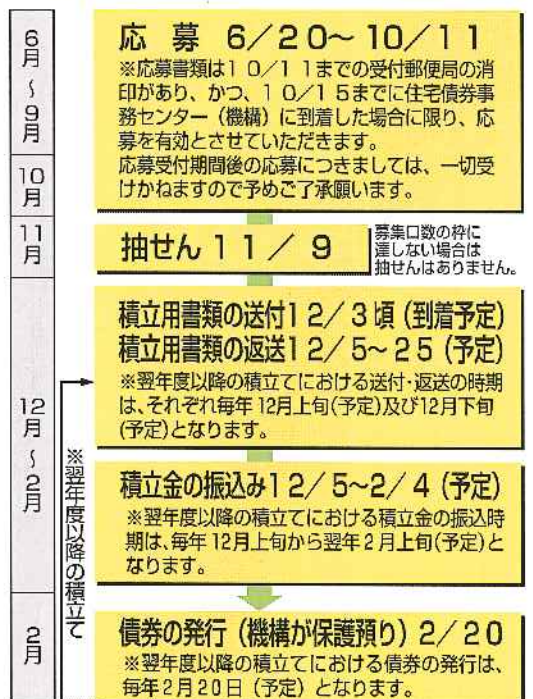 6月
～
9月
10月
11月
12月
～
2月
2月
応 募 6／20～10／11
※応募書類は10／11までの受付郵便局の消
印があり、かつ、10／15までに住宅債券事
務センター（機構）に到着した場合に限り、応
募を有効とさせていただきます。
応募受付期間後の応募につきましては、一切受
けかねますので予めご了承願います。
抽せん 11 ／ 9
募集口数の枠に
達しない場合は
抽せんはありません。
積立用書類の送付12／3頃（到着予定）
積立用書類の返送12／5～25（予定）
※翌年度以降の積立てにおける送付・返送の時期
は、それぞれ毎年12月上旬（予定）及び12月下旬
（予定）となります。
※翌年度以降の積立て
積立金の振込み12／5～2／4（予定）
※翌年度以降の積立てにおける積立金の振込時
期は、毎年12月上旬から翌年2月上旬（予定）と
なります。
債券の発行（機構が保護預り）2／20
※翌年度以降の積立てにおける債券の発行は、
毎年2月20日（予定）となります。